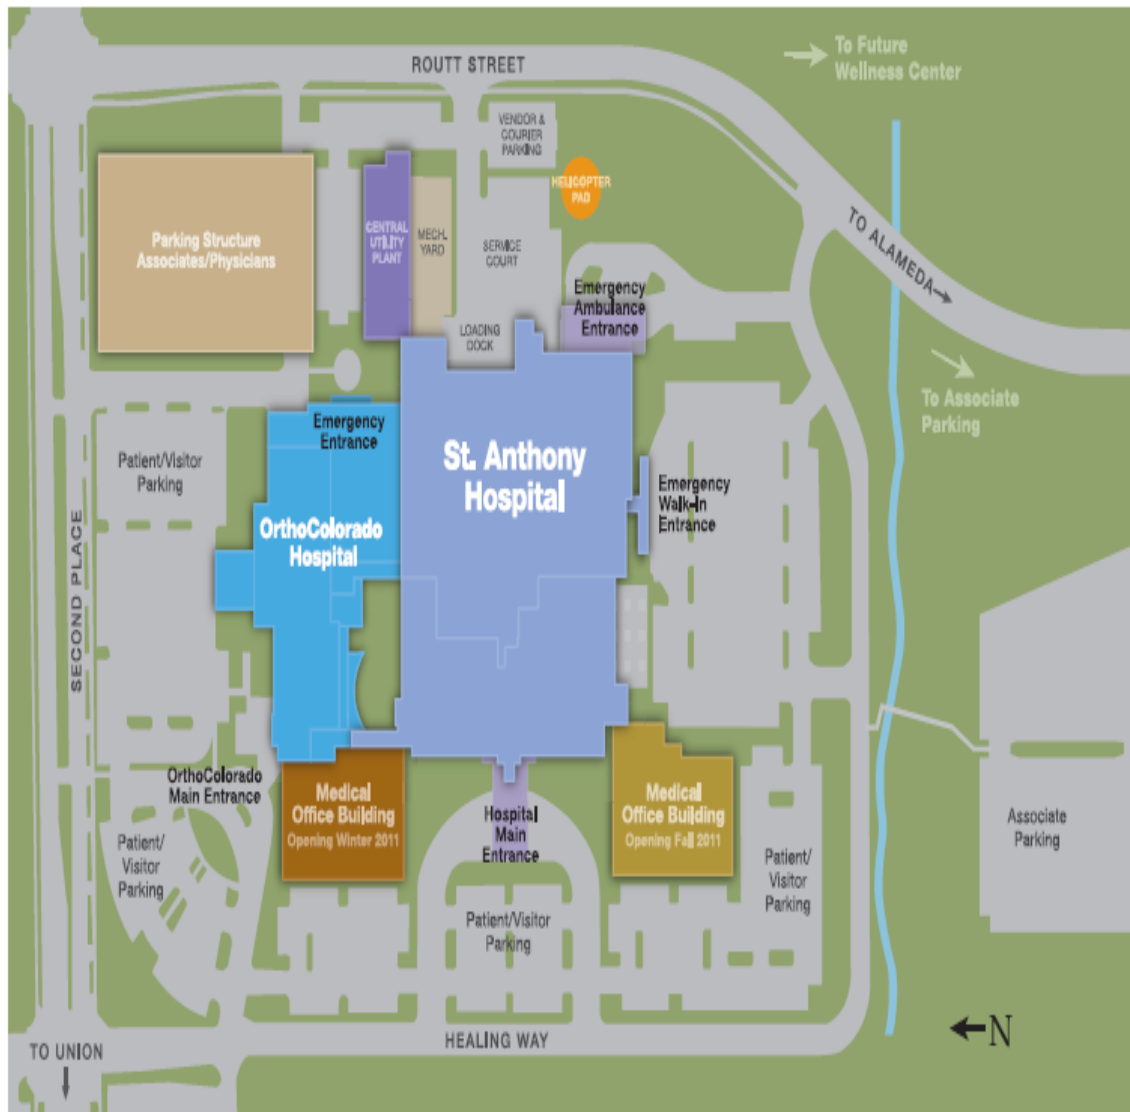 To Future
Wellness Center
ROUTT STREET
VENDOR &
COURIER
PARKING
HELICOPTER
PAD
TO ALAMEDA
Parking Structure
Associates/Physicians
CENTRAL
UTILITY
PLANT
MECH.
YARD
SERVICE
COURT
Emergency
Ambulance
Entrance
LOADING
DOCK
To Associate
Parking
Emergency
Entrance
Patient/Visitor
Parking
St. Anthony
Hospital
Emergency
Walk-In
Entrance
OrthoColorado
Hospital
SECOND PLACE
OrthoColorado
Main Entrance
Medical
Office Building
Opening Winter 2011
Hospital
Main
Entrance
Medical
Office Building
Opening Fall 2011
Associate
Parking
Patient/
Visitor
Parking
Patient/
Visitor
Parking
Patient/Visitor
Parking
HEALING WAY
N
TO UNION